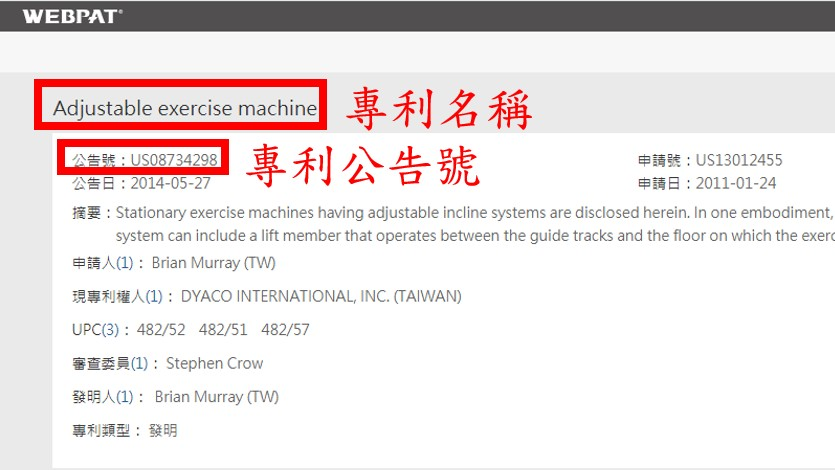 WEBPAT®
Adjustable exercise machine 專利名稱
公告號：US08734298 專利公告號 申請號：US13012455
公告日：2014-05-27 申請日：2011-01-24
摘要：Stationary exercise machines having adjustable incline systems are disclosed herein. In one embodiment,
system can include a lift member that operates between the guide tracks and the floor on which the exerc
申請人(1)： Brian Murray (TW)
現專利權人(1)： DYACO INTERNATIONAL, INC. (TAIWAN)
UPC(3)： 482/52 482/51 482/57
審查委員(1)： Stephen Crow
發明人(1)： Brian Murray (TW)
專利類型： 發明